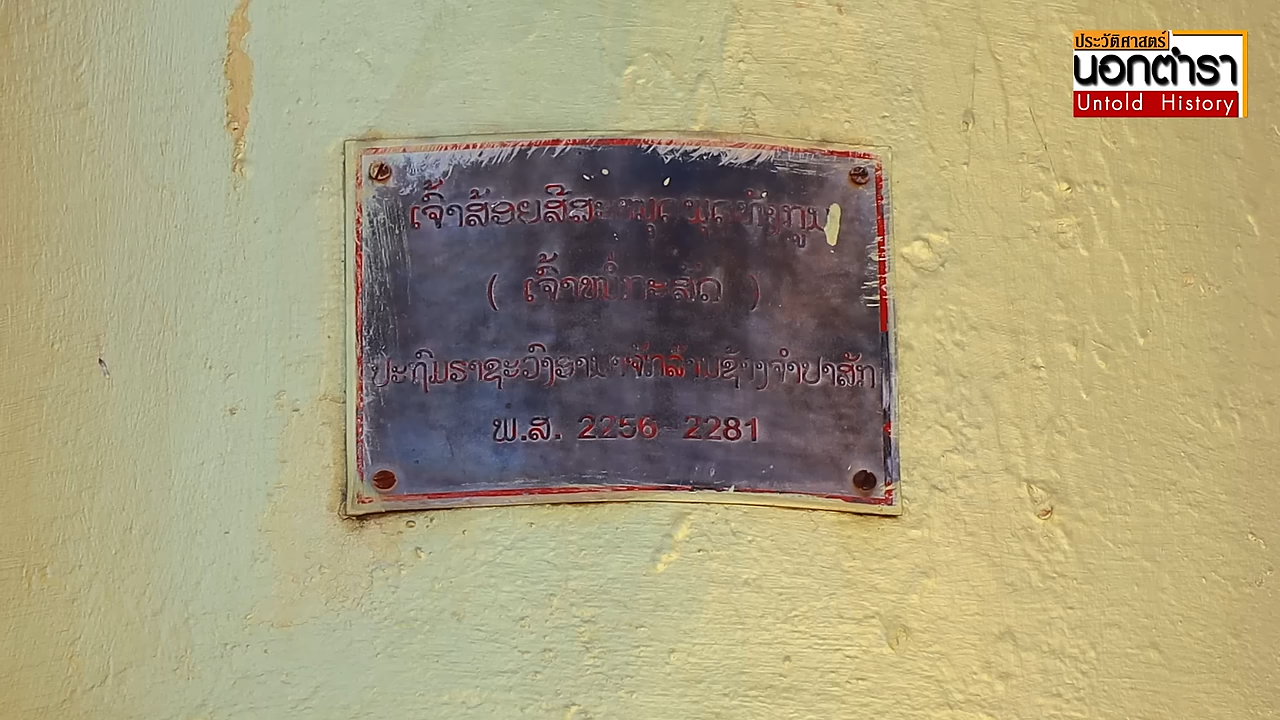 ประวัติศาสตร์
นอกตำรา
Untold History
ເຈົ້າສ້ອຍສີສະໝຸດພຸດທັງກູນ
( ເຈົ້າໜໍ່ກະສັດ )
ປະຖົມຣາຊະວົງອານາຈັກລ້ານຊ້າງຈຳປາສັກ
ພ.ສ. 2256-2281